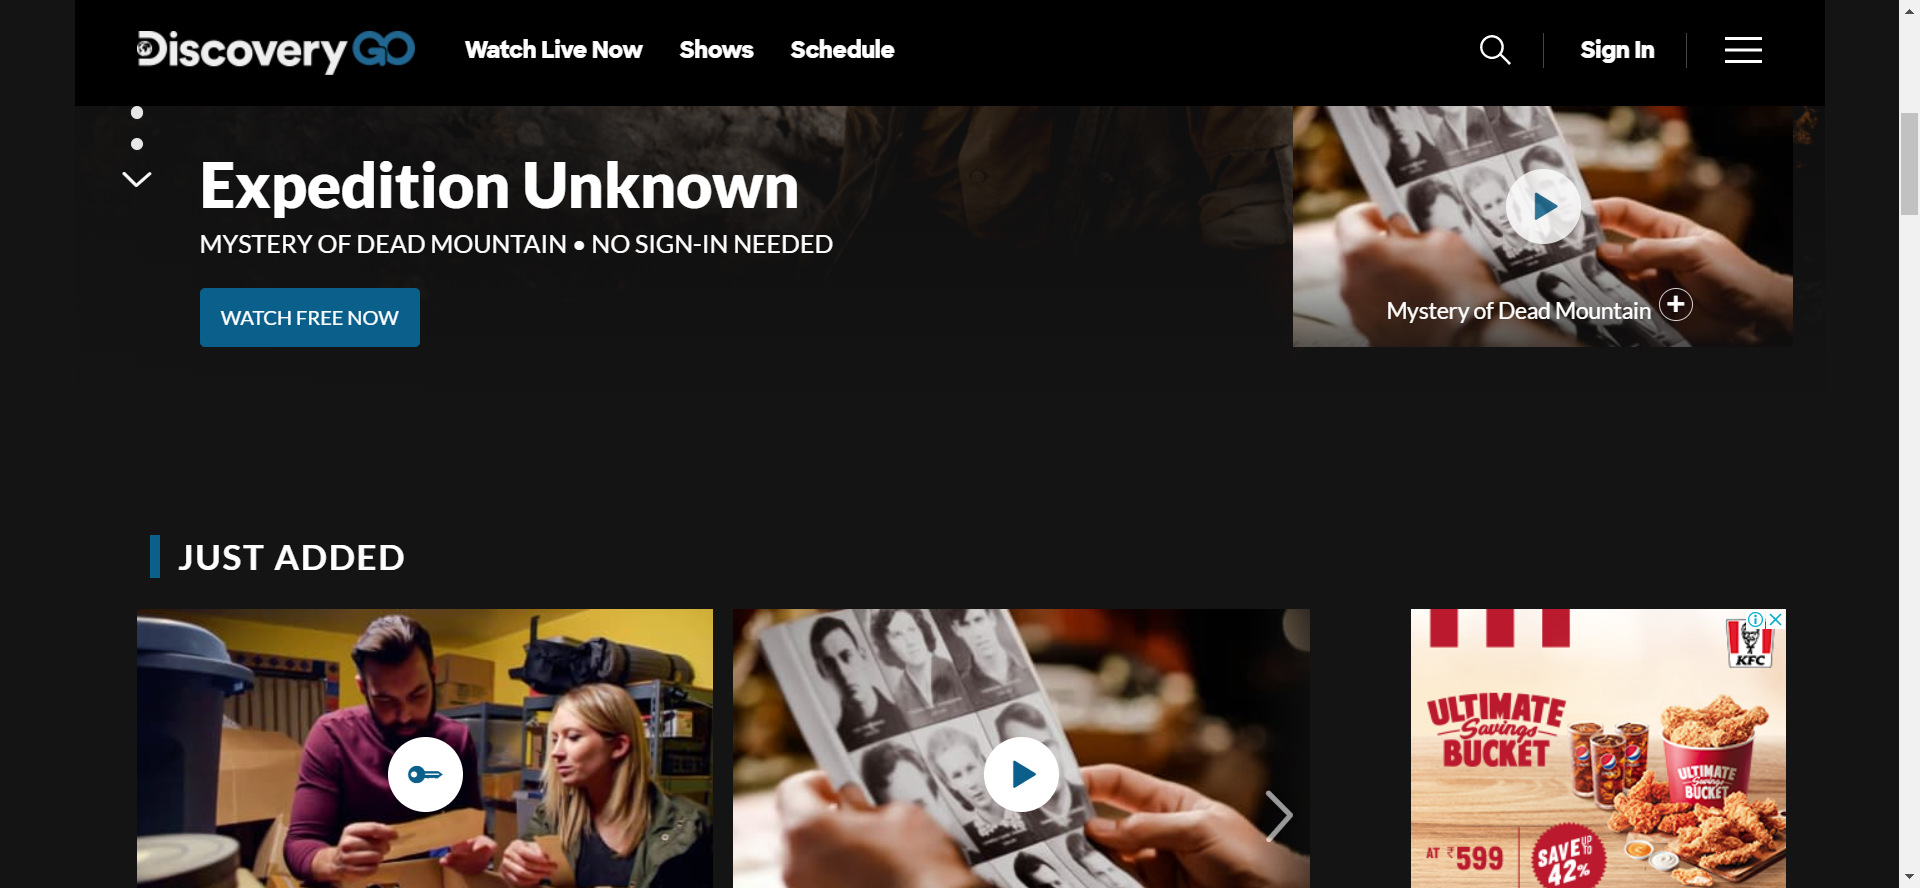 Discovery GO
Watch Live Now
Shows
Schedule
Sign In
Expedition Unknown
MYSTERY OF DEAD MOUNTAIN • NO SIGN-IN NEEDED
WATCH FREE NOW
Mystery of Dead Mountain
JUST ADDED
KFC
ULTIMATE
Savings
BUCKET
ULTIMATE
Savings
BUCKET
AT ₹599
SAVE UP TO
42%